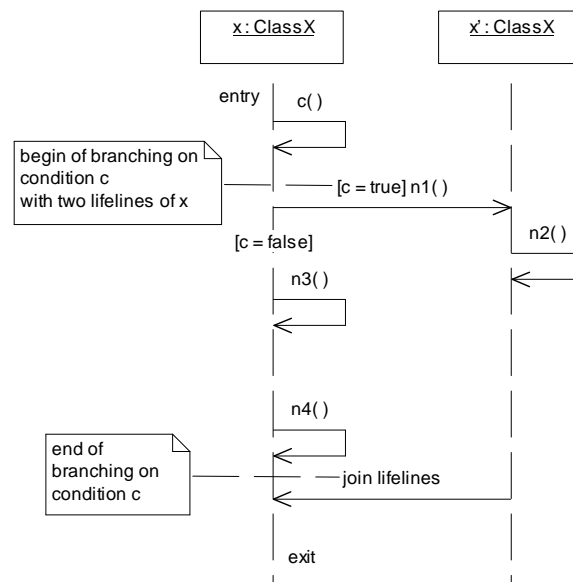 x : ClassX
x' : ClassX
entry
c( )
begin of branching on
condition c
with two lifelines of x
[c = true] n1( )
[c = false]
n2( )
n3( )
n4( )
end of
branching on
condition c
join lifelines
exit